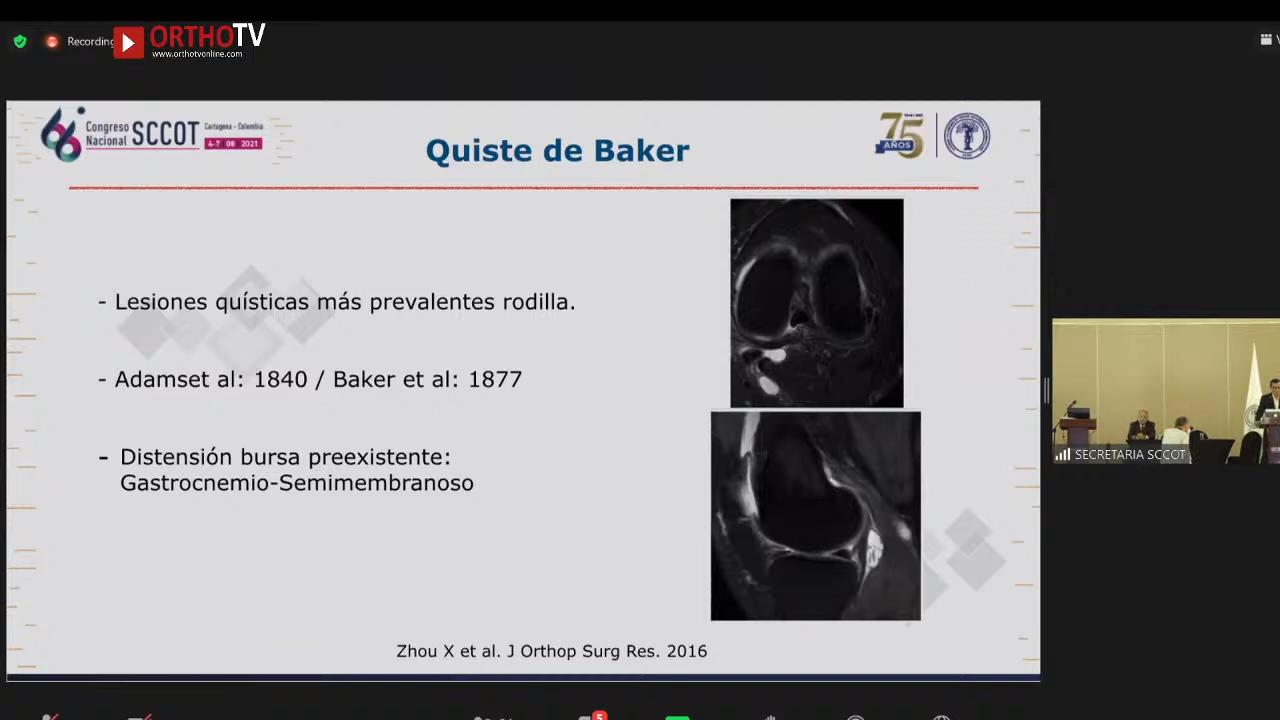 Recording
ORTHOTV
www.orthotvonline.com
Congreso
Nacional SCCOT
Cartagena - Colombia
4-7 08 2021
Quiste de Baker
75
AÑOS
- Lesiones quísticas más prevalentes rodilla.
- Adamset al: 1840 / Baker et al: 1877
- Distensión bursa preexistente:
Gastrocnemio-Semimembranoso
Zhou X et al. J Orthop Surg Res. 2016
SECRETARIA SCCOT
5